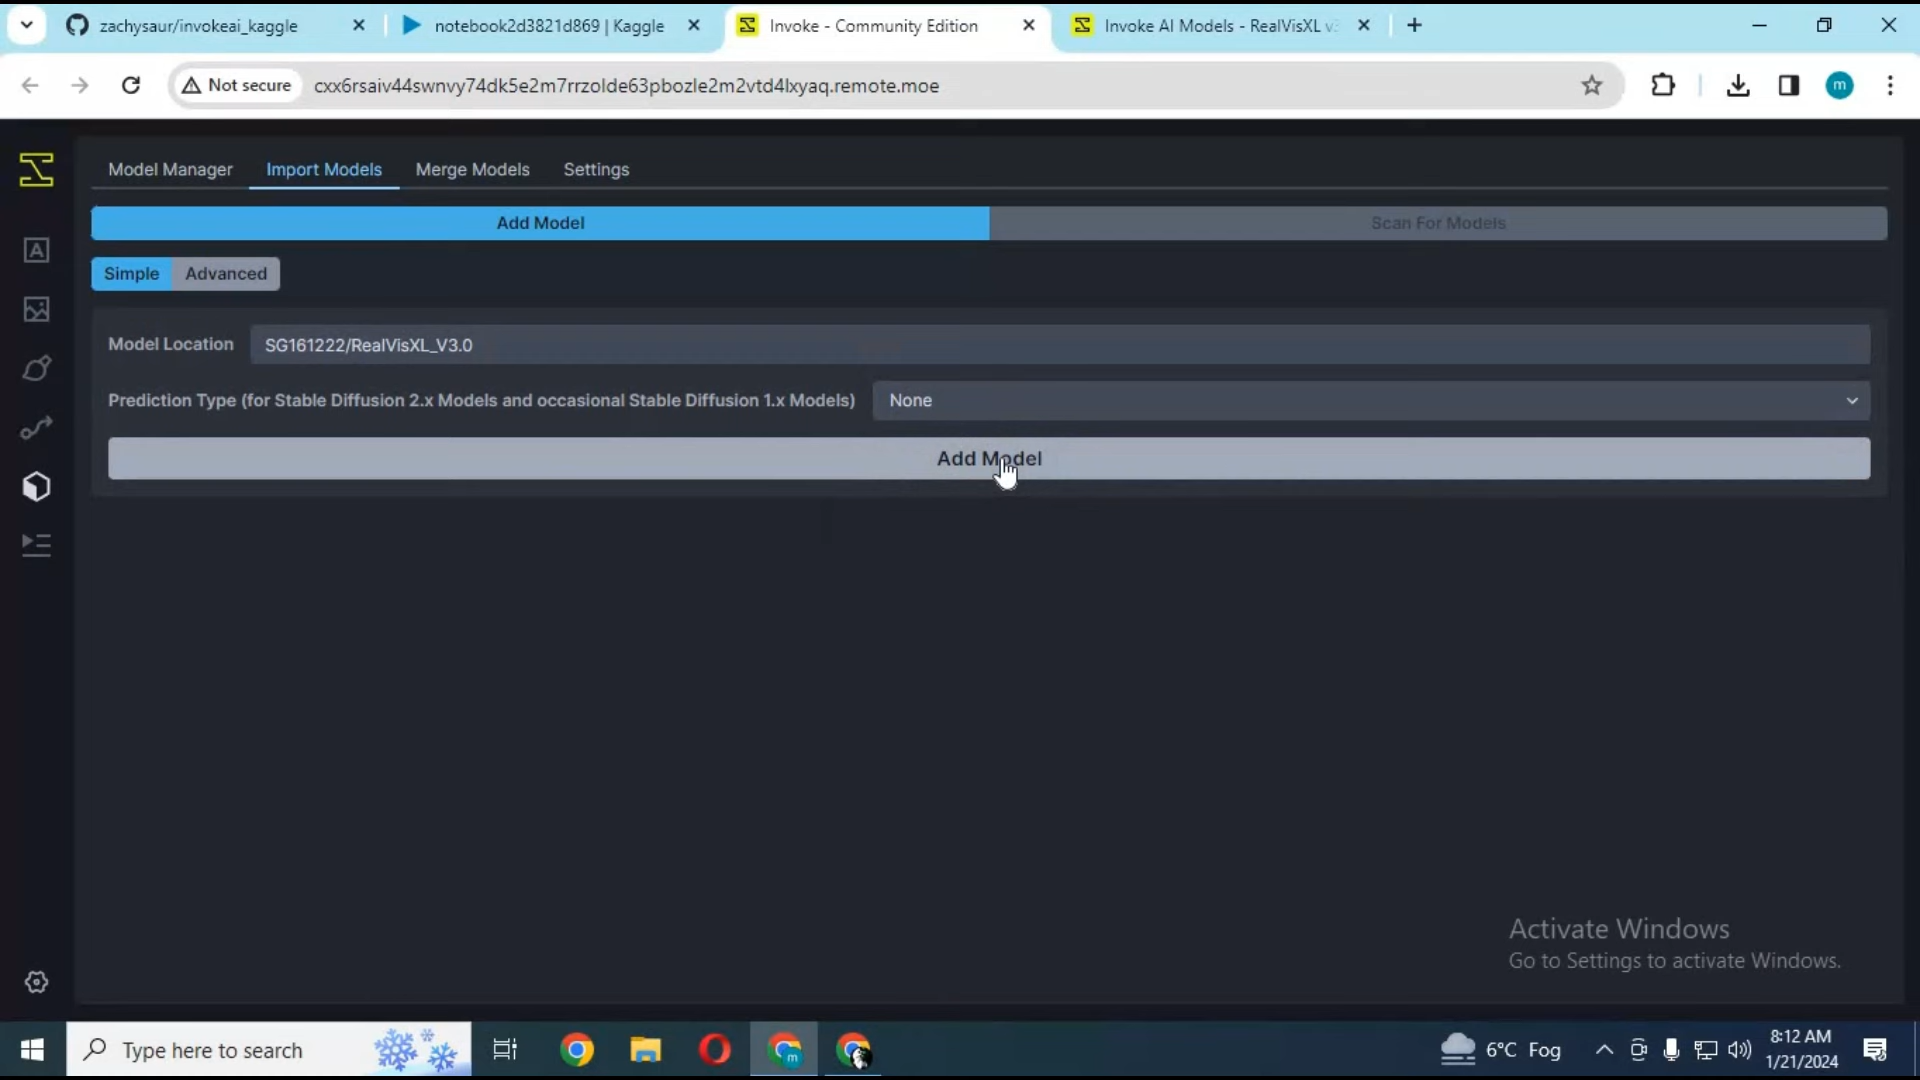 zachysaur/invokeai_kaggle
notebook2d3821d869 | Kaggle
Invoke - Community Edition
Invoke AI Models - RealVisXL v3
Not secure
cxx6rsaiv44swnvy74dk5e2m7rrzolde63pbozle2m2vtd4lxyaq.remote.moe
m
Model Manager
Import Models
Merge Models
Settings
Add Model
Scan For Models
Simple
Advanced
Model Location
SG161222/RealVisXL_V3.0
Prediction Type (for Stable Diffusion 2.x Models and occasional Stable Diffusion 1.x Models)
None
Add Model
Activate Windows
Go to Settings to activate Windows.
Type here to search
m
6°C Fog
8:12 AM
1/21/2024